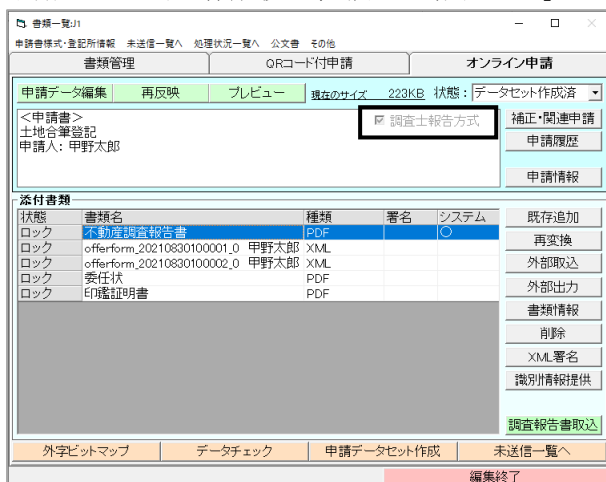 書類一覧:J1
申請書様式・登記所情報 未送信一覧へ 処理状況一覧へ 公文書 その他
書類管理 QRコード付申請 オンライン申請
申請データ編集 再反映 プレビュー 現在のサイズ 223KB 状態: データセット作成済
<申請書> 調査士報告方式 補正・関連申請
土地合筆登記
申請人: 甲野太郎 申請履歴
申請情報
添付書類
状態 書類名 種類 署名 システム 既存追加
ロック 不動産調査報告書 PDF ○
ロック offerform_20210830100001_0 甲野太郎 XML 再変換
ロック offerform_20210830100002_0 甲野太郎 XML 外部取込
ロック 委任状 PDF
ロック 印鑑証明書 PDF 外部出力
書類情報
削除
XML署名
識別情報提供
調査報告書取込
外字ビットマップ データチェック 申請データセット作成 未送信一覧へ
編集終了